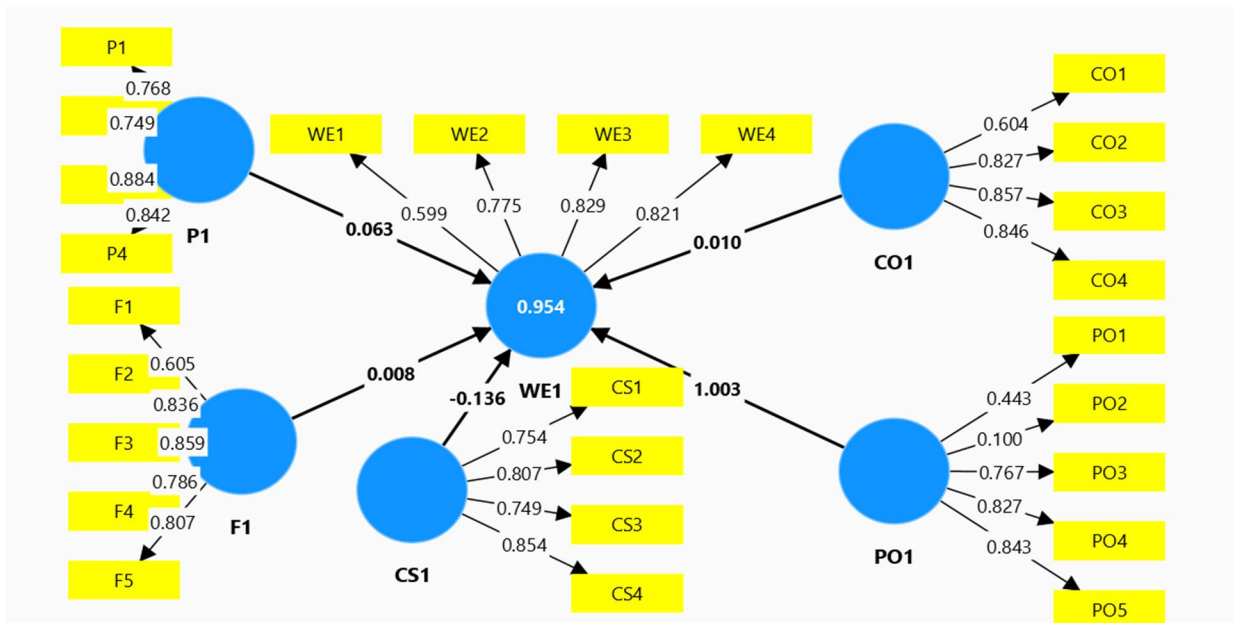 P1
0.768
0.749
0.884
0.842
P4
P1
F1
0.605
F2
0.836
F3
0.859
0.786
F4
0.807
F5
F1
WE1
WE2
WE3
WE4
0.599
0.775
0.829
0.821
0.063
0.010
0.954
WE1
0.008
-0.136
1.003
CS1
0.754
CS2
0.807
0.749
CS3
0.854
CS4
CS1
CO1
0.604
CO2
0.827
0.857
CO3
0.846
CO4
CO1
PO1
0.443
PO2
0.100
0.767
PO3
0.827
PO4
0.843
PO5
PO1